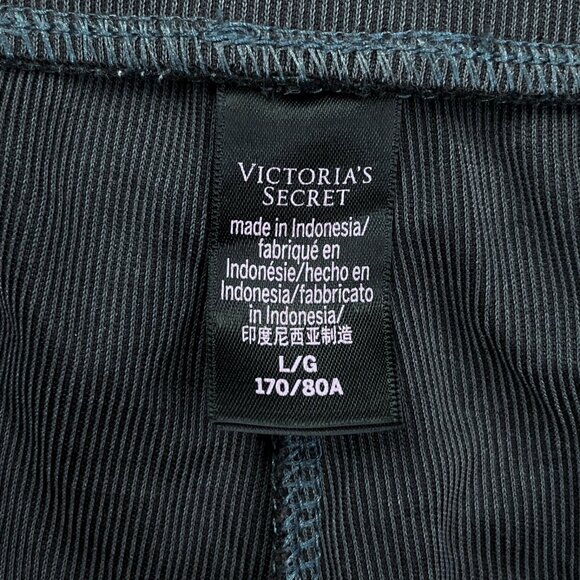 VICTORIA'S
SECRET
made in Indonesia/
fabriqué en
Indonésie/hecho en
Indonesia/fabbricato
in Indonesia/
印度尼西亚制造
L/G
170/80A